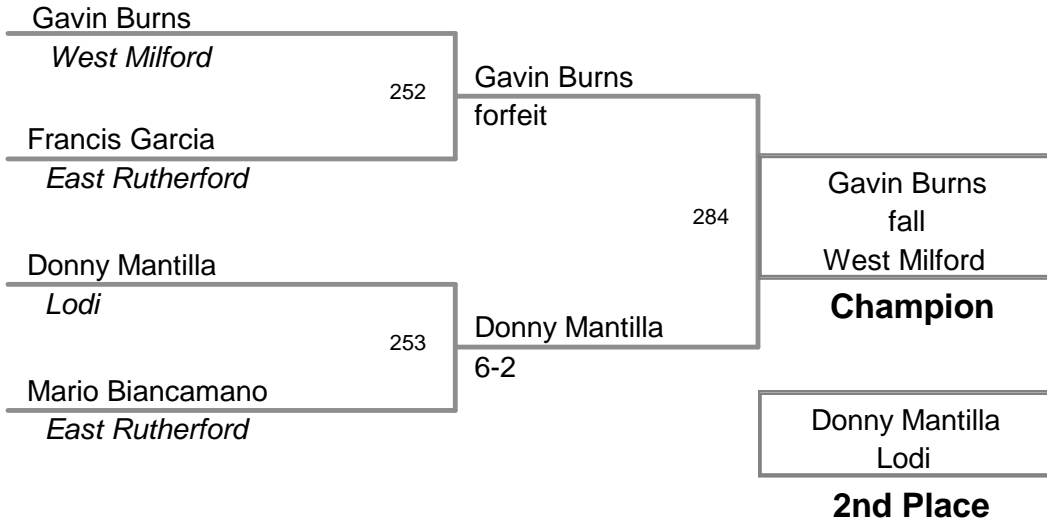 Gavin Burns
West Milford
252
Gavin Burns
forfeit
Francis Garcia
East Rutherford
284
Gavin Burns
fall
West Milford
Champion
Donny Mantilla
Lodi
253
Donny Mantilla
6-2
Mario Biancamano
East Rutherford
Donny Mantilla
Lodi
2nd Place